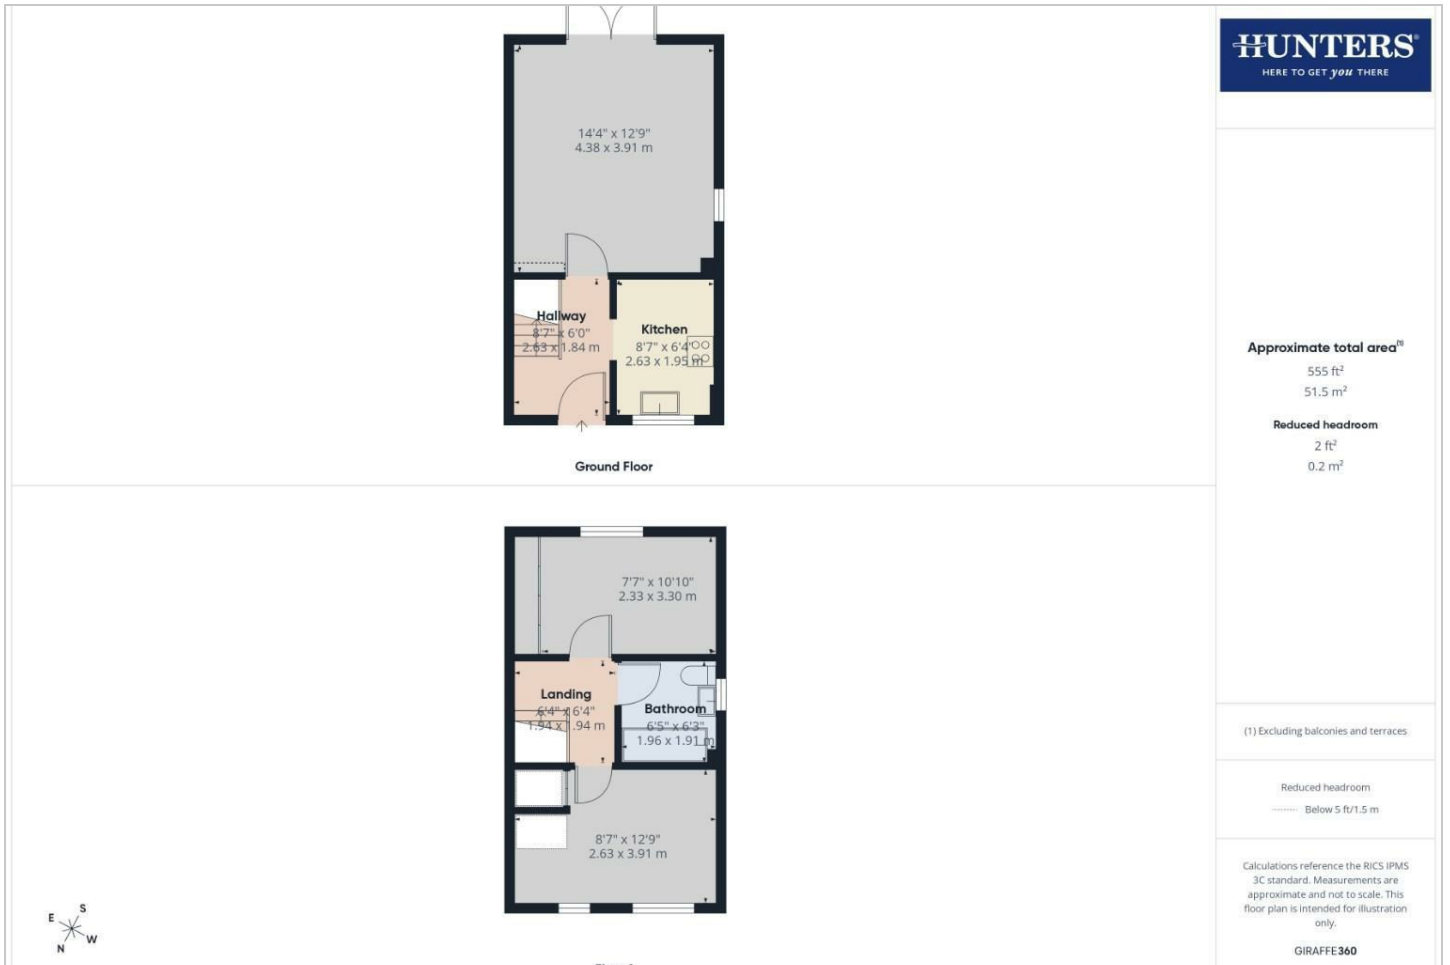 14'4" x 12'9"
4.38 x 3.91 m
Hallway
8'7" x 6'0"
2.63 x 1.84 m
Kitchen
8'7" x 6'4"
2.63 x 1.95 m
Ground Floor
7'7" x 10'10"
2.33 x 3.30 m
Landing
6'4" x 6'4"
1.94 x 1.94 m
Bathroom
6'5" x 6'3"
1.96 x 1.91 m
8'7" x 12'9"
2.63 x 3.91 m
S
E
W
N
HUNTERS®
HERE TO GET you THERE
Approximate total area(1)
555 ft²
51.5 m²
Reduced headroom
2 ft²
0.2 m²
(1) Excluding balconies and terraces
Reduced headroom
Below 5 ft/1.5 m
Calculations reference the RICS IPMS
3C standard. Measurements are
approximate and not to scale. This
floor plan is intended for illustration
only.
GIRAFFE360